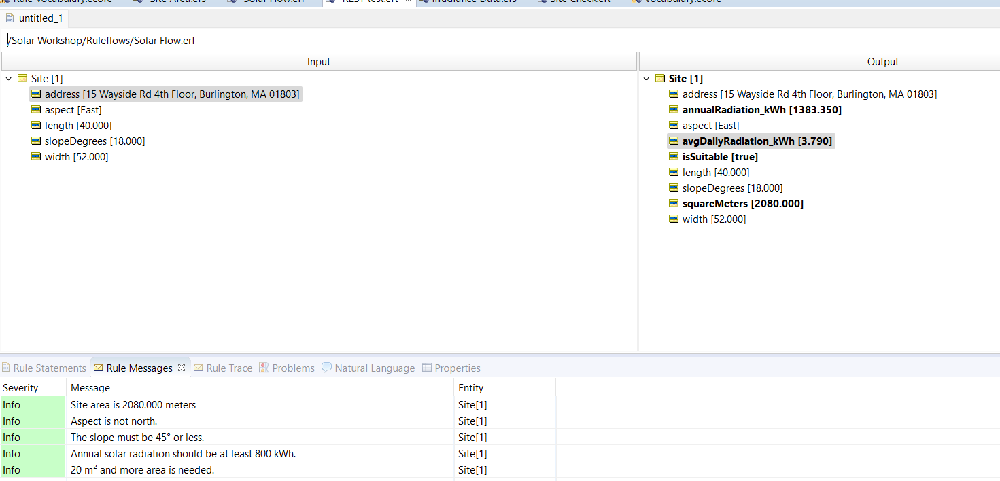 Rule Vocabulary.ecore Site Area.ers Solar Flow.erf REST test.ert Irradiance Data.ers Site Check.ers Vocabulary.ecore
untitled_1
/Solar Workshop/Ruleflows/Solar Flow.erf
Input Output
Site [1]
address [15 Wayside Rd 4th Floor, Burlington, MA 01803]
aspect [East]
length [40.000]
slopeDegrees [18.000]
width [52.000]
Site [1]
address [15 Wayside Rd 4th Floor, Burlington, MA 01803]
annualRadiation_kWh [1383.350]
aspect [East]
avgDailyRadiation_kWh [3.790]
isSuitable [true]
length [40.000]
slopeDegrees [18.000]
squareMeters [2080.000]
width [52.000]
Rule Statements Rule Messages Rule Trace Problems Natural Language Properties
Severity Message Entity
Info Site area is 2080.000 meters Site[1]
Info Aspect is not north. Site[1]
Info The slope must be 45° or less. Site[1]
Info Annual solar radiation should be at least 800 kWh. Site[1]
Info 20 m² and more area is needed. Site[1]